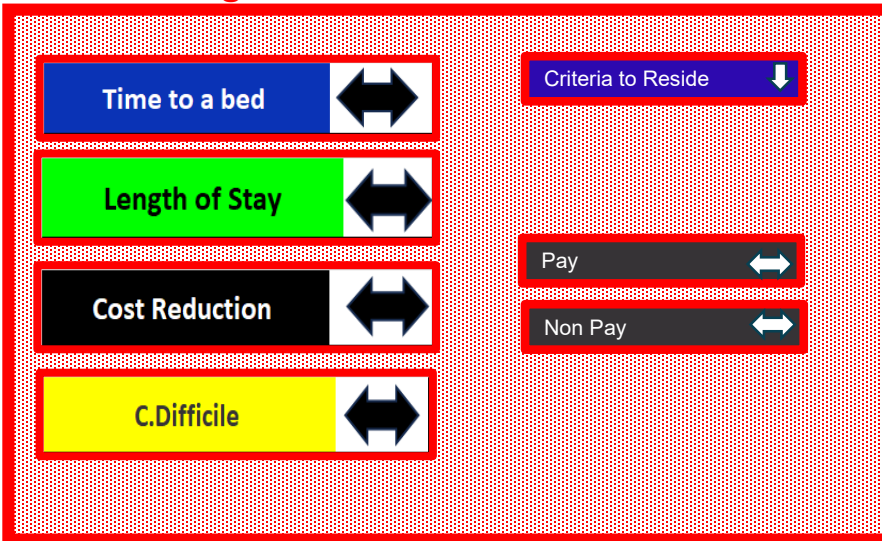 Time to a bed
Criteria to Reside
Length of Stay
Pay
Cost Reduction
Non Pay
C.Difficile